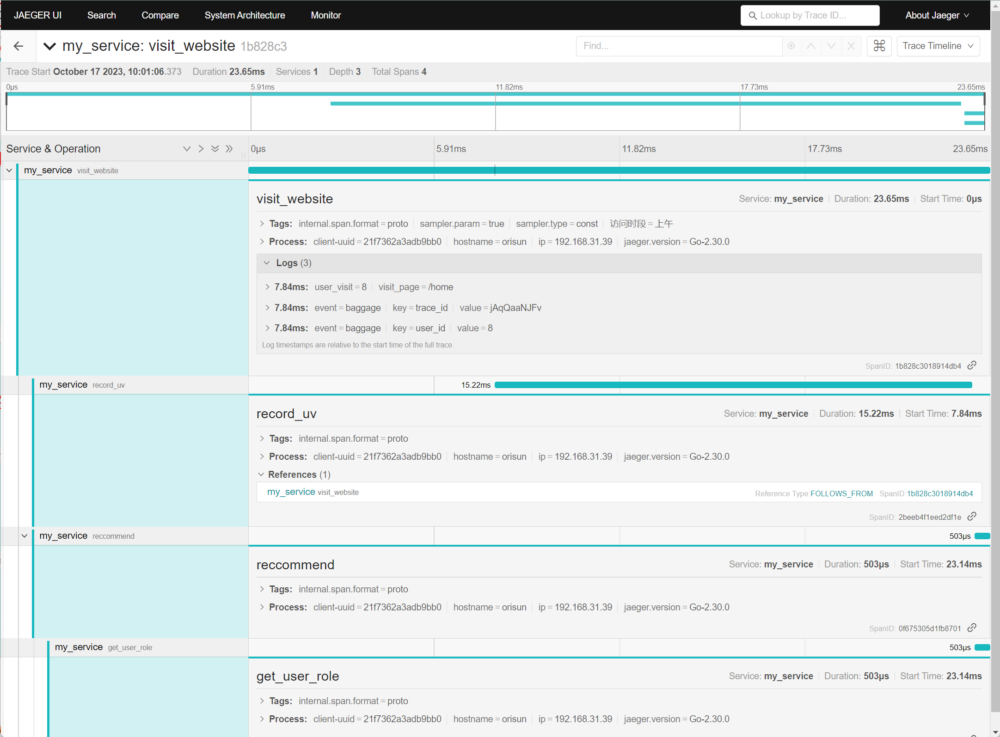 JAEGER UI Search Compare System Architecture Monitor Lookup by Trace ID... About Jaeger
my_service: visit_website 1b828c3 Find... Trace Timeline
Trace Start October 17 2023, 10:01:06.373 Duration 23.65ms Services 1 Depth 3 Total Spans 4
0μs 5.91ms 11.82ms 17.73ms 23.65ms
Service & Operation 0μs 5.91ms 11.82ms 17.73ms 23.65ms
my_service visit_website
visit_website Service: my_service Duration: 23.65ms Start Time: 0μs
Tags: internal.span.format = proto sampler.param = true sampler.type = const 访问时段 = 上午
Process: client-uuid = 21f7362a3adb9bb0 hostname = orisun ip = 192.168.31.39 jaeger.version = Go-2.30.0
Logs (3)
7.84ms: user_visit = 8 visit_page = /home
7.84ms: event = baggage key = trace_id value = jAqQaaNJFv
7.84ms: event = baggage key = user_id value = 8
Log timestamps are relative to the start time of the full trace.
SpanID: 1b828c3018914db4
my_service record_uv 15.22ms
record_uv Service: my_service Duration: 15.22ms Start Time: 7.84ms
Tags: internal.span.format = proto
Process: client-uuid = 21f7362a3adb9bb0 hostname = orisun ip = 192.168.31.39 jaeger.version = Go-2.30.0
References (1)
my_service visit_website Reference Type:FOLLOWS_FROM SpanID:1b828c3018914db4
SpanID: 2beeb4f1eed2df1e
my_service reccommend 503μs
reccommend Service: my_service Duration: 503μs Start Time: 23.14ms
Tags: internal.span.format = proto
Process: client-uuid = 21f7362a3adb9bb0 hostname = orisun ip = 192.168.31.39 jaeger.version = Go-2.30.0
SpanID: 0f675305d1fb8701
my_service get_user_role 503μs
get_user_role Service: my_service Duration: 503μs Start Time: 23.14ms
Tags: internal.span.format = proto
Process: client-uuid = 21f7362a3adb9bb0 hostname = orisun ip = 192.168.31.39 jaeger.version = Go-2.30.0